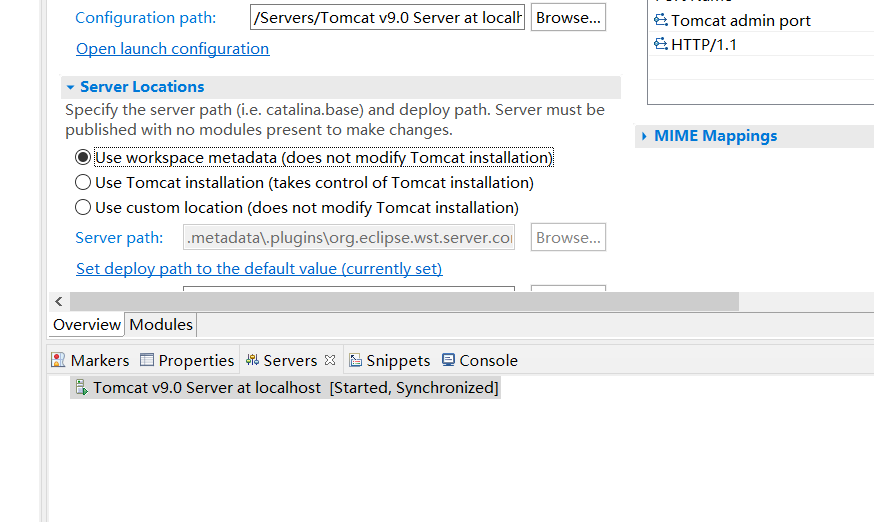 Configuration path: /Servers/Tomcat v9.0 Server at localh Browse...
Open launch configuration
Server Locations
Specify the server path (i.e. catalina.base) and deploy path. Server must be
published with no modules present to make changes.
Use workspace metadata (does not modify Tomcat installation)
Use Tomcat installation (takes control of Tomcat installation)
Use custom location (does not modify Tomcat installation)
Server path: .metadata\.plugins\org.eclipse.wst.server.co Browse...
Set deploy path to the default value (currently set)
Tomcat admin port
HTTP/1.1
MIME Mappings
Overview Modules
Markers Properties Servers Snippets Console
Tomcat v9.0 Server at localhost [Started, Synchronized]